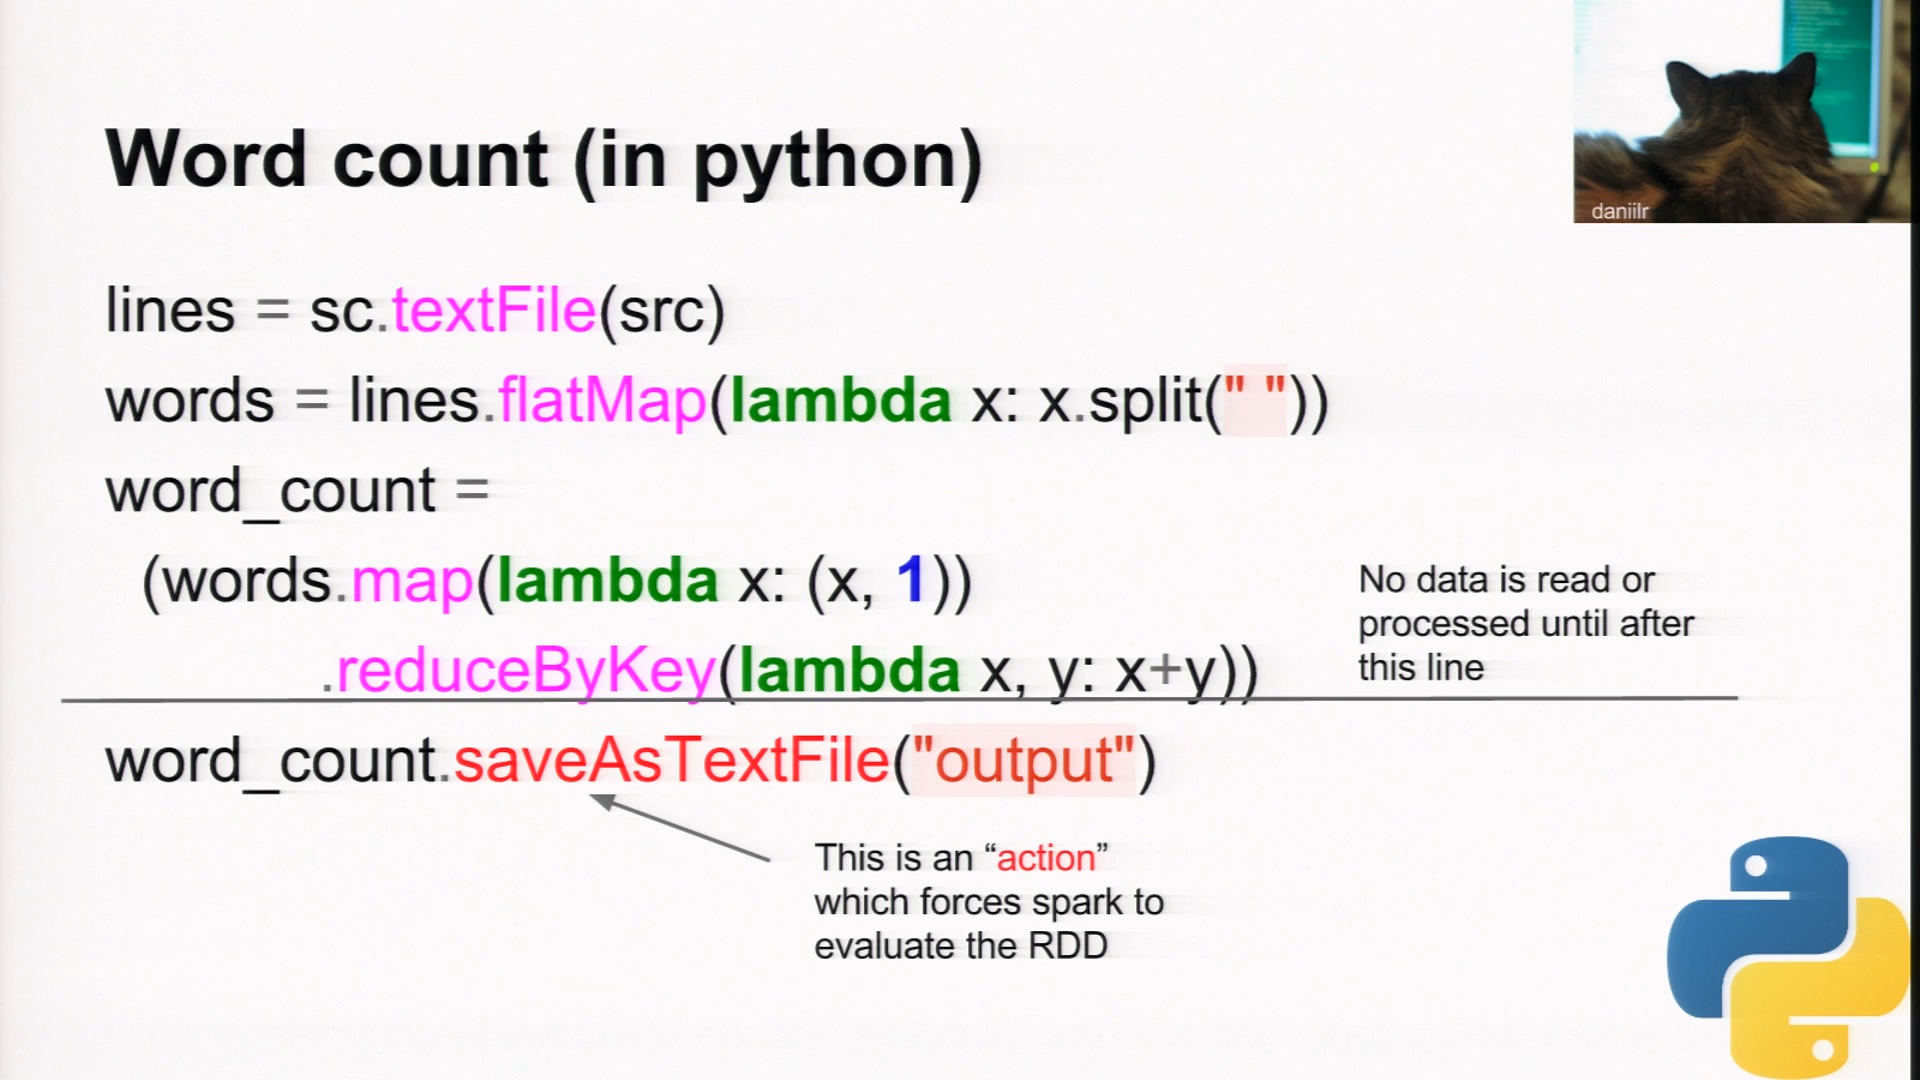 Word count (in python)
daniilr
lines = sc.textFile(src)
words = lines.flatMap(lambda x: x.split(" "))
word_count =
(words.map(lambda x: (x, 1))
.reduceByKey(lambda x, y: x+y))
No data is read or
processed until after
this line
word_count.saveAsTextFile("output")
This is an “action”
which forces spark to
evaluate the RDD